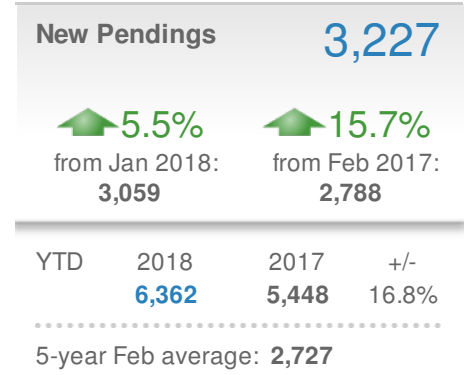 New Pendings 3,227
5.5% 15.7%
from Jan 2018: from Feb 2017:
3,059 2,788
YTD 2018 2017 +/-
6,362 5,448 16.8%
5-year Feb average: 2,727